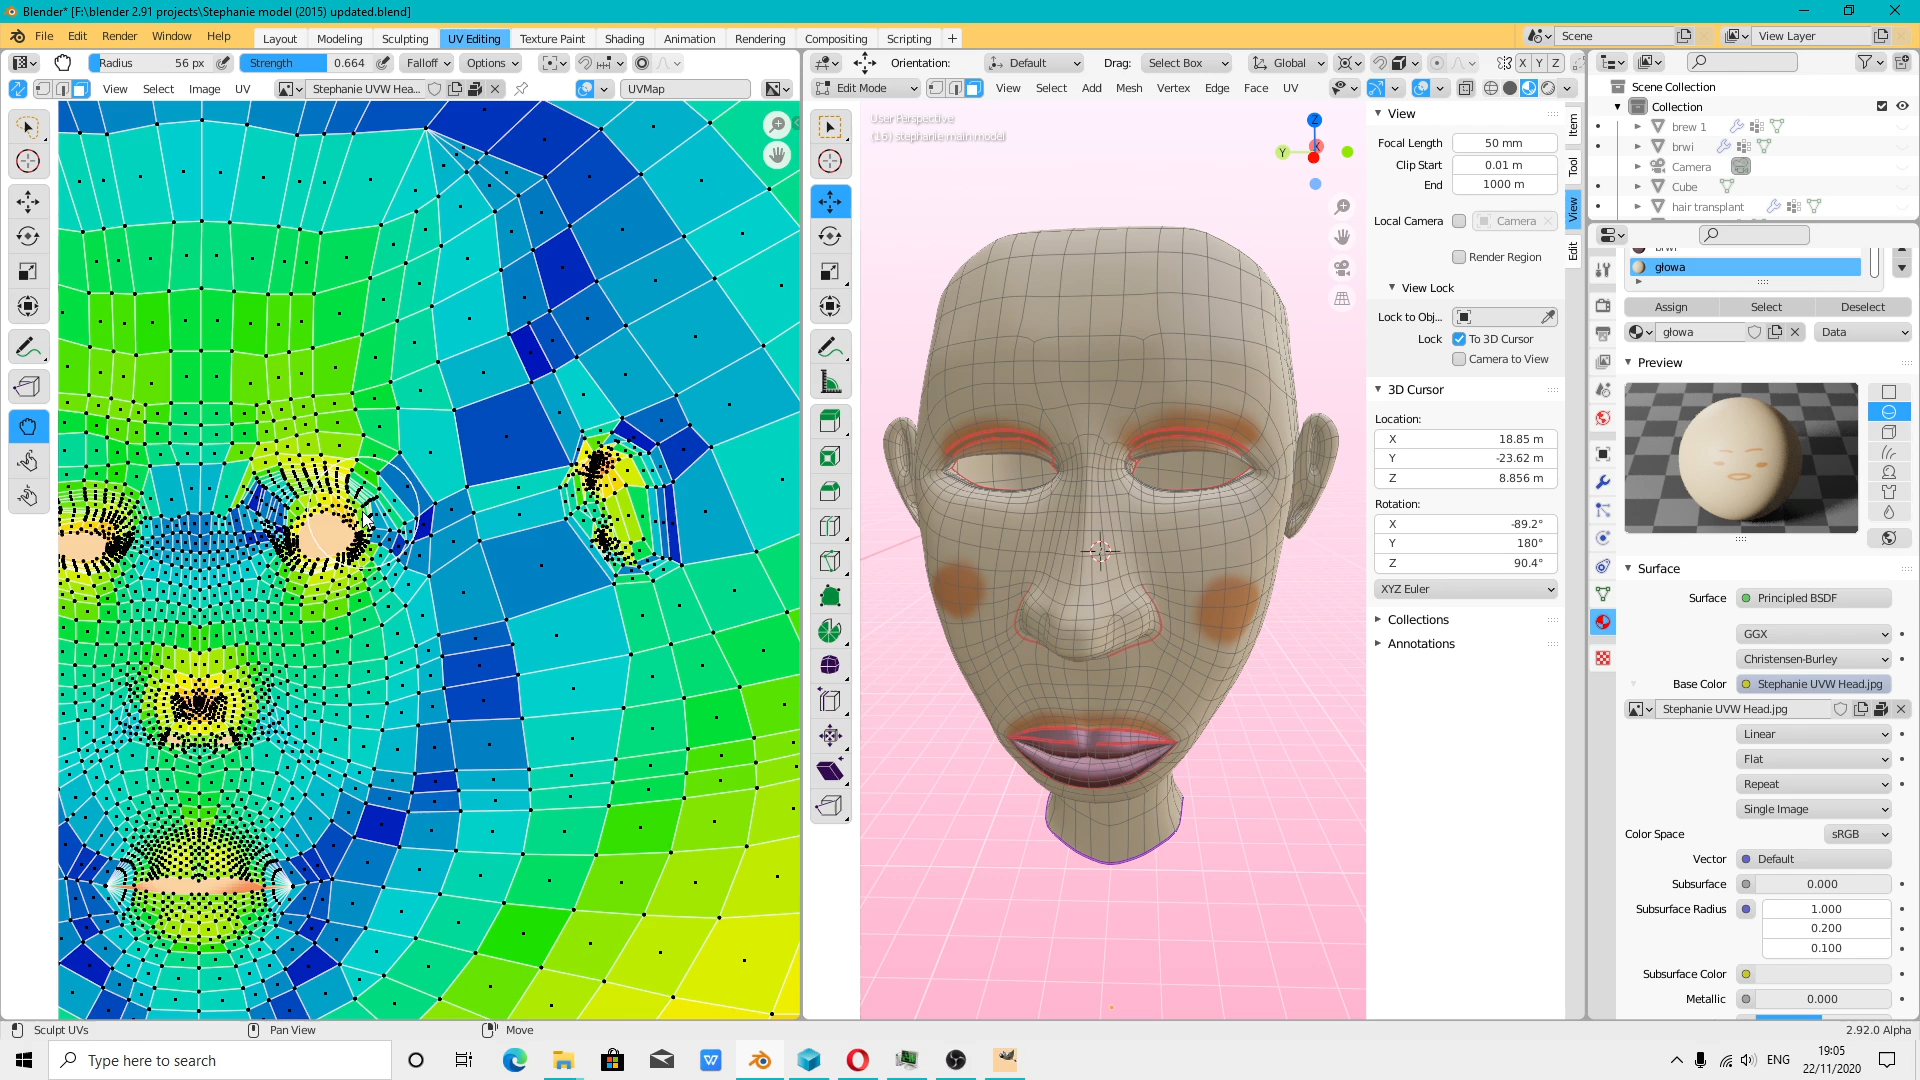 Blender* [F:\blender 2.91 projects\Stephanie model (2015) updated.blend]
File Edit Render Window Help Layout Modeling Sculpting UV Editing Texture Paint Shading Animation Rendering Compositing Scripting + Scene View Layer
Radius 56 px Strength 0.664 Falloff Options
View Select Image UV Stephanie UVW Hea... UVMap
Orientation: Default Drag: Select Box Global X Y Z
Edit Mode View Select Add Mesh Vertex Edge Face UV
User Perspective
(16) stephanie main model
Z
Y
X
View
Focal Length 50 mm
Clip Start 0.01 m
End 1000 m
Local Camera Camera
Render Region
View Lock
Lock to Obj...
Lock To 3D Cursor
Camera to View
3D Cursor
Location:
X 18.85 m
Y -23.62 m
Z 8.856 m
Rotation:
X -89.2°
Y 180°
Z 90.4°
XYZ Euler
Collections
Annotations
Item
Tool
View
Edit
Scene Collection
Collection
brew 1
brwi
Camera
Cube
hair transplant
brwi
głowa
Assign Select Deselect
głowa Data
Preview
Surface
Surface Principled BSDF
GGX
Christensen-Burley
Base Color Stephanie UVW Head.jpg
Stephanie UVW Head.jpg
Linear
Flat
Repeat
Single Image
Color Space sRGB
Vector Default
Subsurface 0.000
Subsurface Radius 1.000
0.200
0.100
Subsurface Color
Metallic 0.000
Sculpt UVs Pan View Move 2.92.0 Alpha
Type here to search
ENG
19:05
22/11/2020